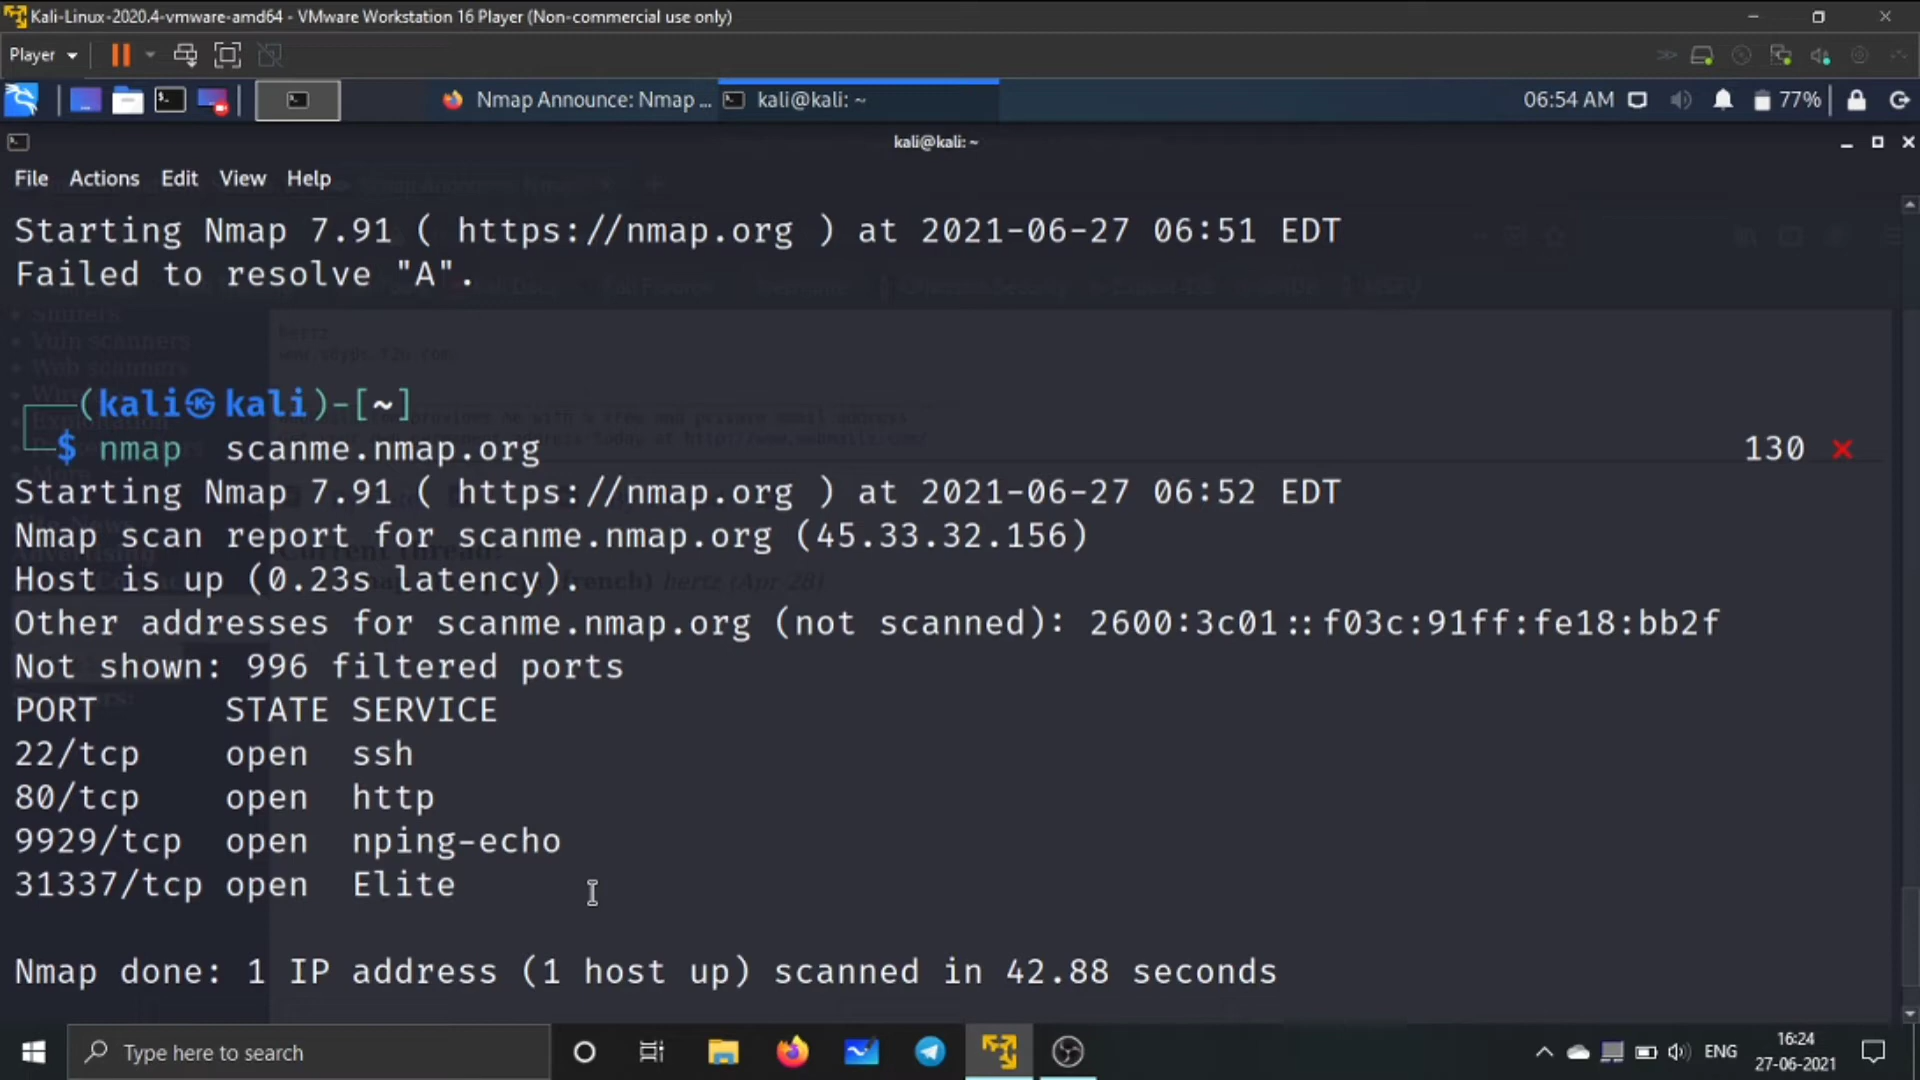 Kali-Linux-2020.4-vmware-amd64 - VMware Workstation 16 Player (Non-commercial use only)
Player
Nmap Announce: Nmap ...
kali@kali: ~
06:54 AM
77%
kali@kali: ~
File Actions Edit View Help
Starting Nmap 7.91 ( https://nmap.org ) at 2021-06-27 06:51 EDT
Failed to resolve "A".
Vuln scanners
Web scanners
(kali㉿kali)-[~]
$ nmap  scanme.nmap.org 130 ✗
Starting Nmap 7.91 ( https://nmap.org ) at 2021-06-27 06:52 EDT
Nmap scan report for scanme.nmap.org (45.33.32.156)
Host is up (0.23s latency).
Other addresses for scanme.nmap.org (not scanned): 2600:3c01::f03c:91ff:fe18:bb2f
Not shown: 996 filtered ports
PORT      STATE SERVICE
22/tcp    open  ssh
80/tcp    open  http
9929/tcp  open  nping-echo
31337/tcp open  Elite
Nmap done: 1 IP address (1 host up) scanned in 42.88 seconds
Type here to search
ENG
16:24
27-06-2021